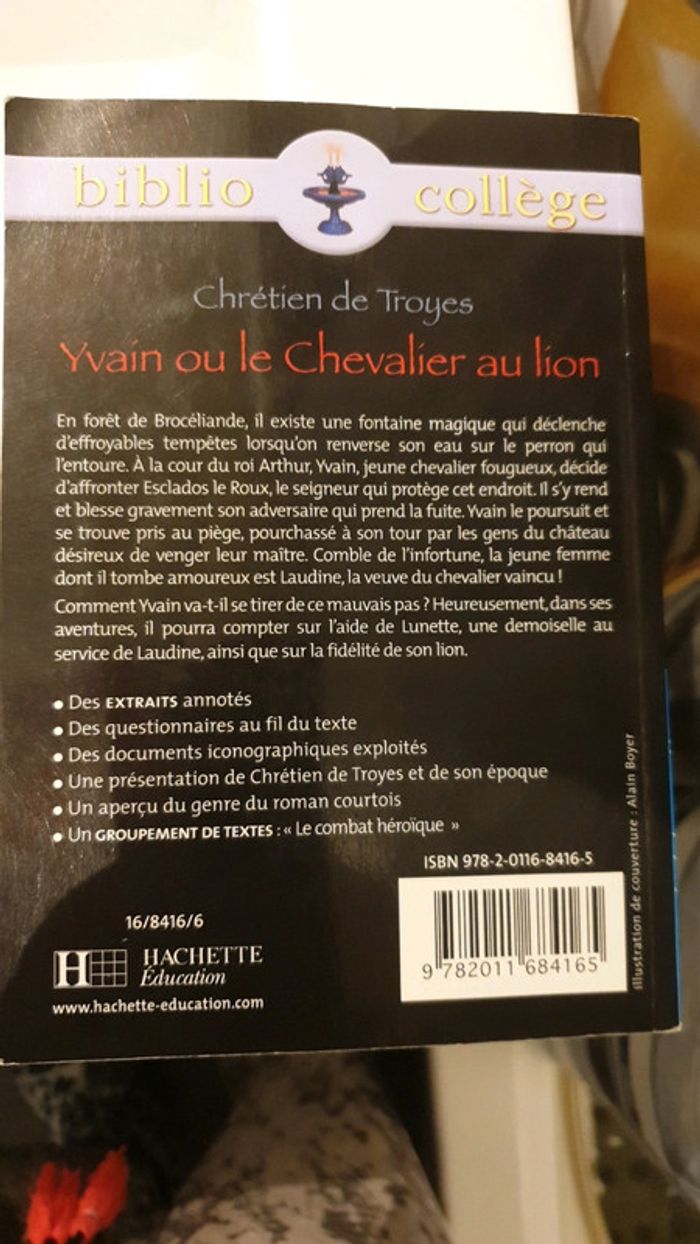 biblio collège
Chrétien de Troyes
Yvain ou le Chevalier au lion
En forêt de Brocéliande, il existe une fontaine magique qui déclenche
d'effroyables tempêtes lorsqu'on renverse son eau sur le perron qui
l'entoure. À la cour du roi Arthur, Yvain, jeune chevalier fougueux, décide
d'affronter Esclados le Roux, le seigneur qui protège cet endroit. Il s'y rend
et blesse gravement son adversaire qui prend la fuite. Yvain le poursuit et
se trouve pris au piège, pourchassé à son tour par les gens du château
désireux de venger leur maître. Comble de l'infortune, la jeune femme
dont il tombe amoureux est Laudine, la veuve du chevalier vaincu !
Comment Yvain va-t-il se tirer de ce mauvais pas ? Heureusement, dans ses
aventures, il pourra compter sur l'aide de Lunette, une demoiselle au
service de Laudine, ainsi que sur la fidélité de son lion.
• Des EXTRAITS annotés
• Des questionnaires au fil du texte
• Des documents iconographiques exploités
• Une présentation de Chrétien de Troyes et de son époque
• Un aperçu du genre du roman courtois
• Un GROUPEMENT DE TEXTES : « Le combat héroïque »
ISBN 978-2-0116-8416-5
16/8416/6
H HACHETTE
Éducation
www.hachette-education.com
9 782011 684165
Illustration de couverture : Alain Boyer